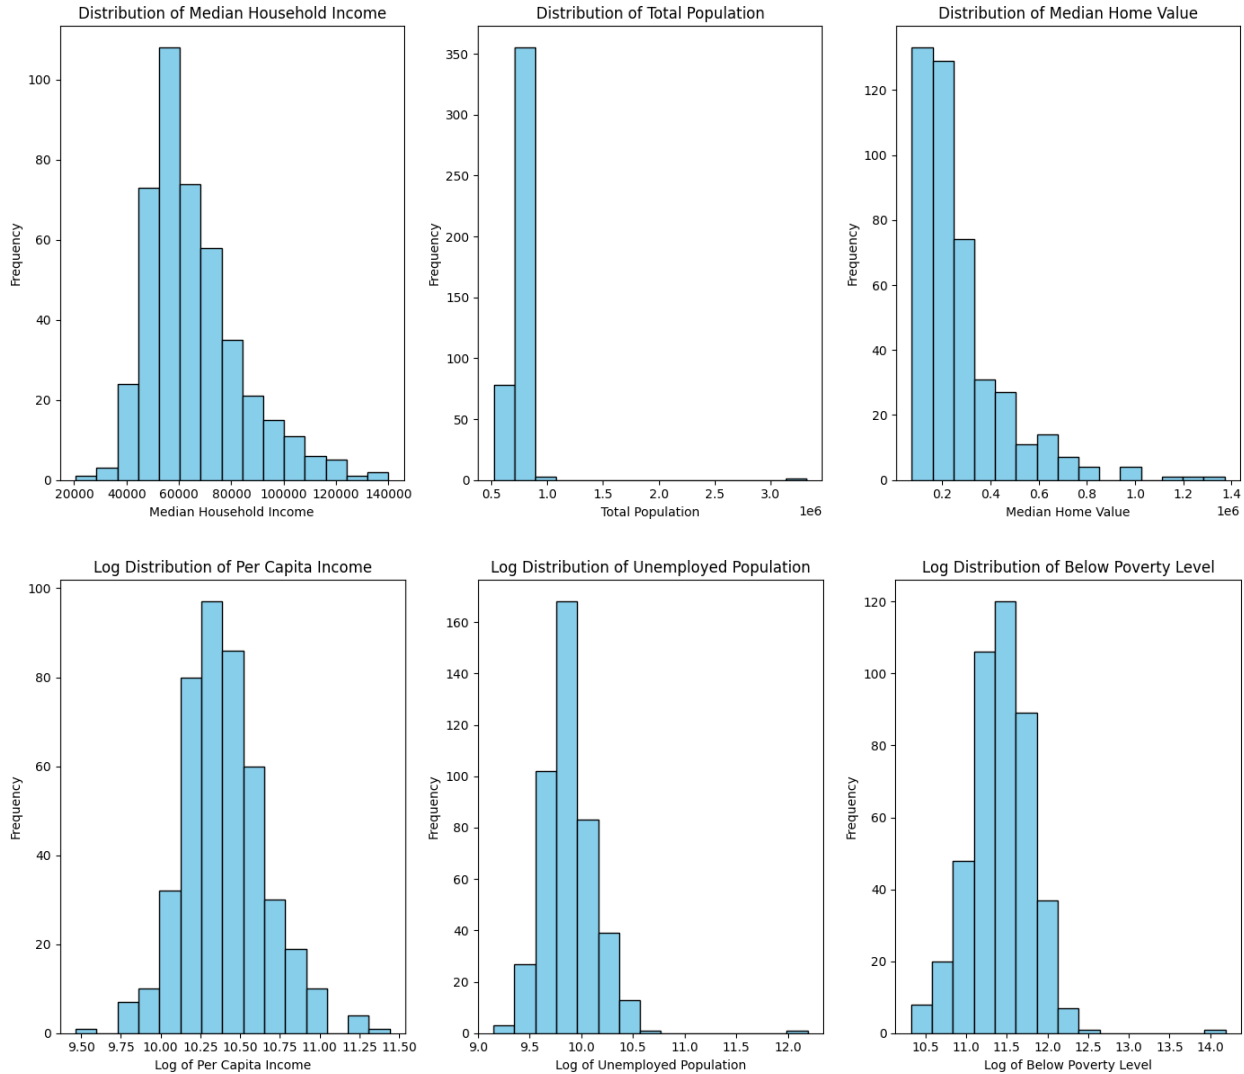 Distribution of Median Household Income
Frequency
100
80
60
40
20
0
20000 40000 60000 80000 100000 120000 140000
Median Household Income
Distribution of Total Population
Frequency
350
300
250
200
150
100
50
0
0.5 1.0 1.5 2.0 2.5 3.0
1e6
Total Population
Distribution of Median Home Value
Frequency
120
100
80
60
40
20
0
0.2 0.4 0.6 0.8 1.0 1.2 1.4
1e6
Median Home Value
Log Distribution of Per Capita Income
Frequency
100
80
60
40
20
0
9.50 9.75 10.00 10.25 10.50 10.75 11.00 11.25 11.50
Log of Per Capita Income
Log Distribution of Unemployed Population
Frequency
160
140
120
100
80
60
40
20
0
9.0 9.5 10.0 10.5 11.0 11.5 12.0
Log of Unemployed Population
Log Distribution of Below Poverty Level
Frequency
120
100
80
60
40
20
0
10.5 11.0 11.5 12.0 12.5 13.0 13.5 14.0
Log of Below Poverty Level